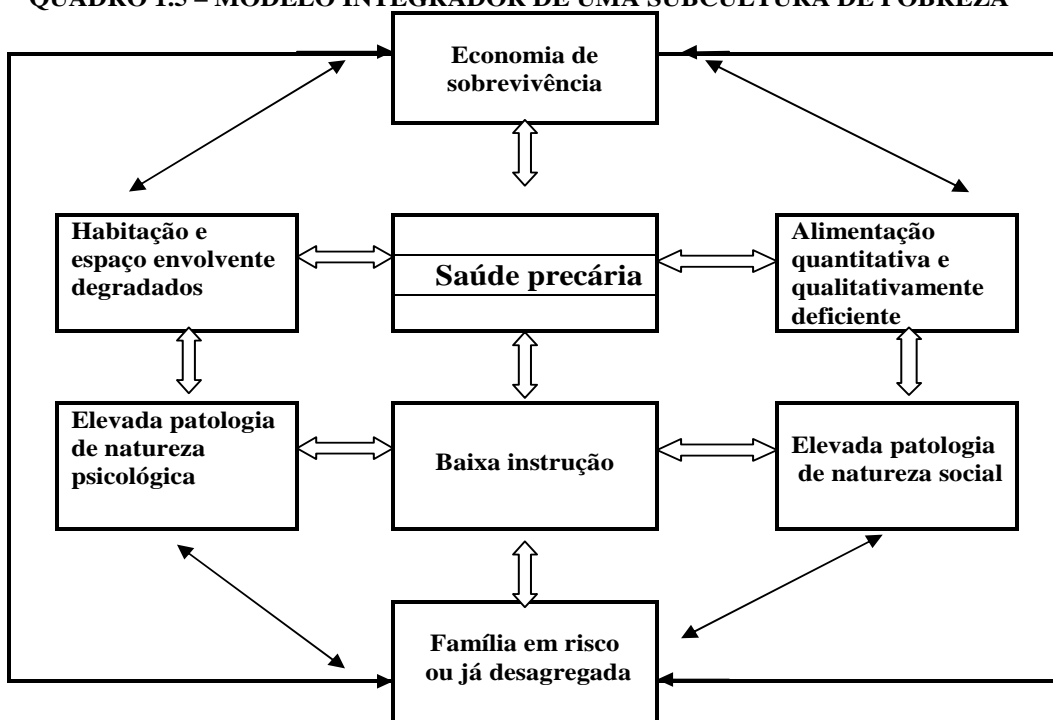 QUADRO 1.3 – MODELO INTEGRADOR DE UMA SUBCULTURA DE POBREZA
Economia de
sobrevivência
Habitação e
espaço envolvente
degradados
Saúde precária
Alimentação
quantitativa e
qualitativamente
deficiente
Elevada patologia
de natureza
psicológica
Baixa instrução
Elevada patologia
de natureza social
Família em risco
ou já desagregada